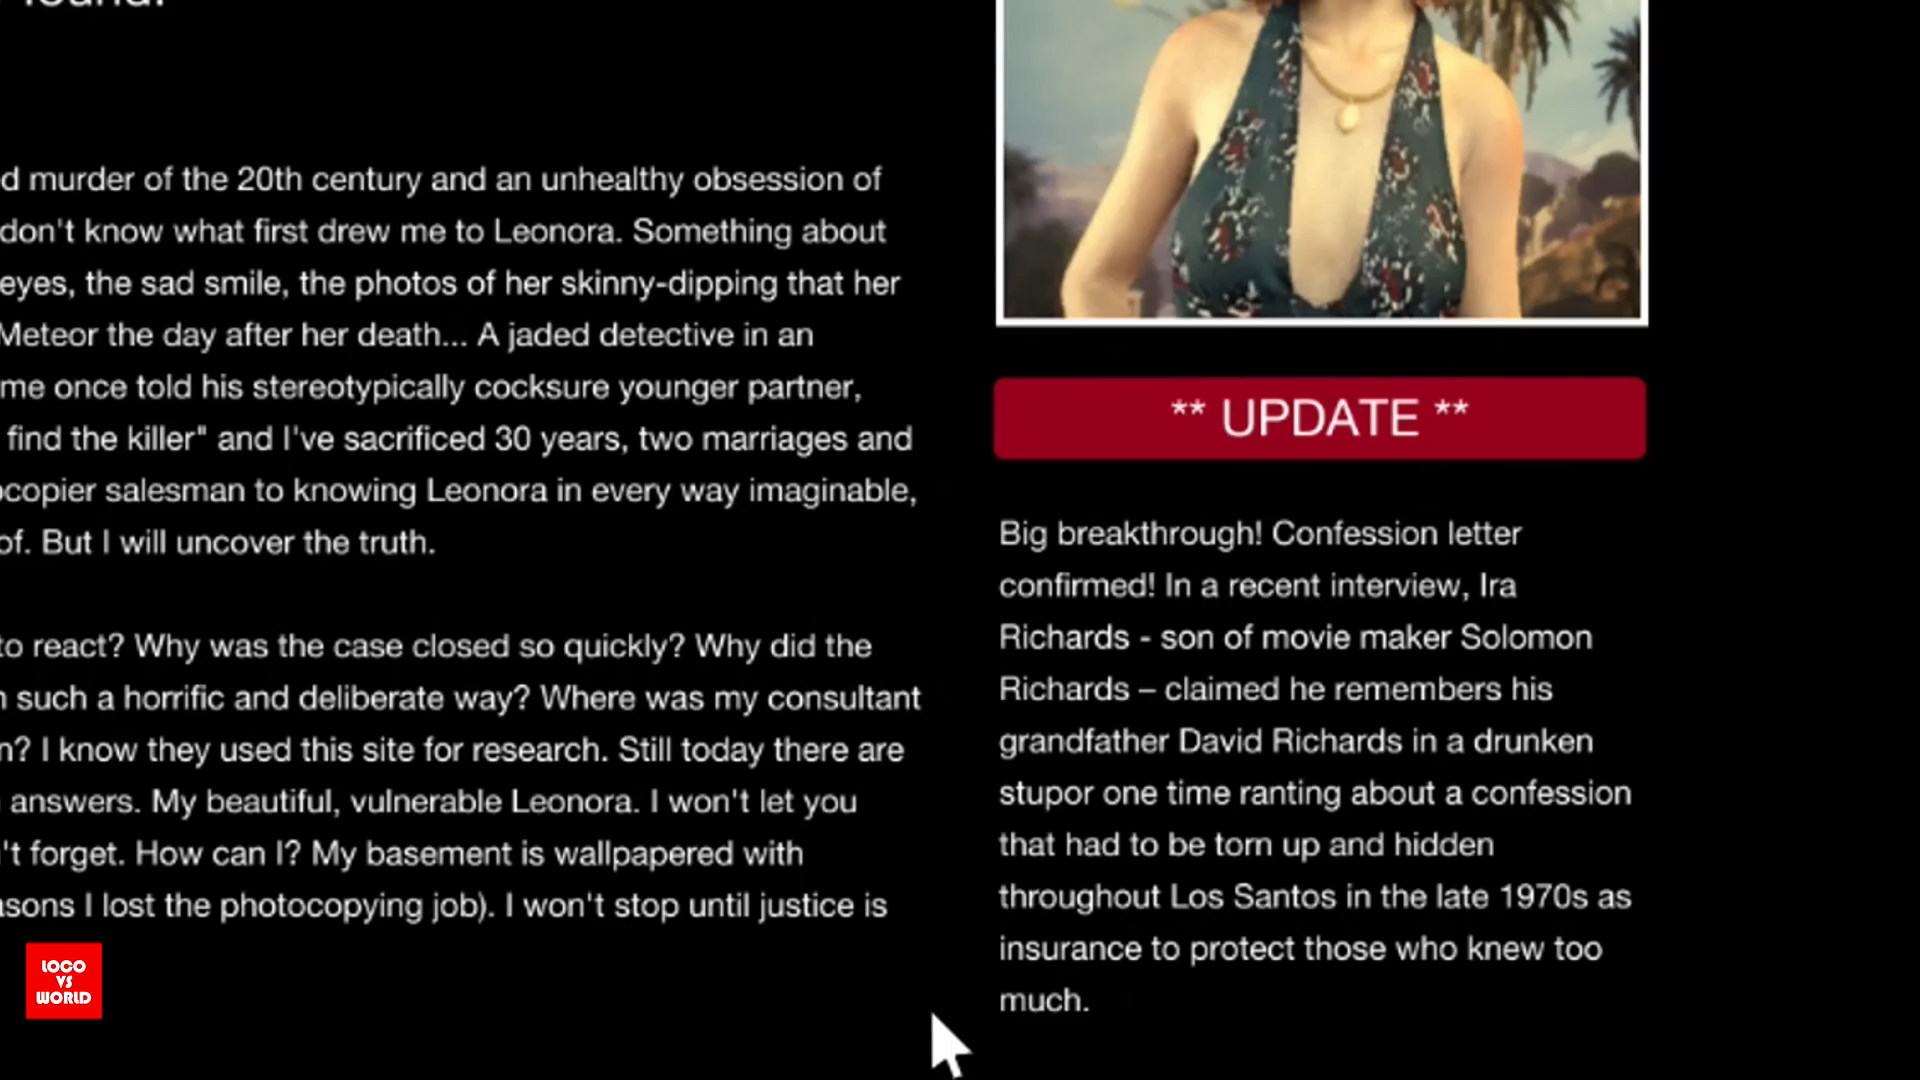 found.
d murder of the 20th century and an unhealthy obsession of
don't know what first drew me to Leonora. Something about
eyes, the sad smile, the photos of her skinny-dipping that her
Meteor the day after her death... A jaded detective in an
me once told his stereotypically cocksure younger partner,
find the killer" and I've sacrificed 30 years, two marriages and
ocopier salesman to knowing Leonora in every way imaginable,
of. But I will uncover the truth.
to react? Why was the case closed so quickly? Why did the
such a horrific and deliberate way? Where was my consultant
n? I know they used this site for research. Still today there are
answers. My beautiful, vulnerable Leonora. I won't let you
't forget. How can I? My basement is wallpapered with
asons I lost the photocopying job). I won't stop until justice is
** UPDATE **
Big breakthrough! Confession letter
confirmed! In a recent interview, Ira
Richards - son of movie maker Solomon
Richards – claimed he remembers his
grandfather David Richards in a drunken
stupor one time ranting about a confession
that had to be torn up and hidden
throughout Los Santos in the late 1970s as
insurance to protect those who knew too
much.
LOCO
VS
WORLD